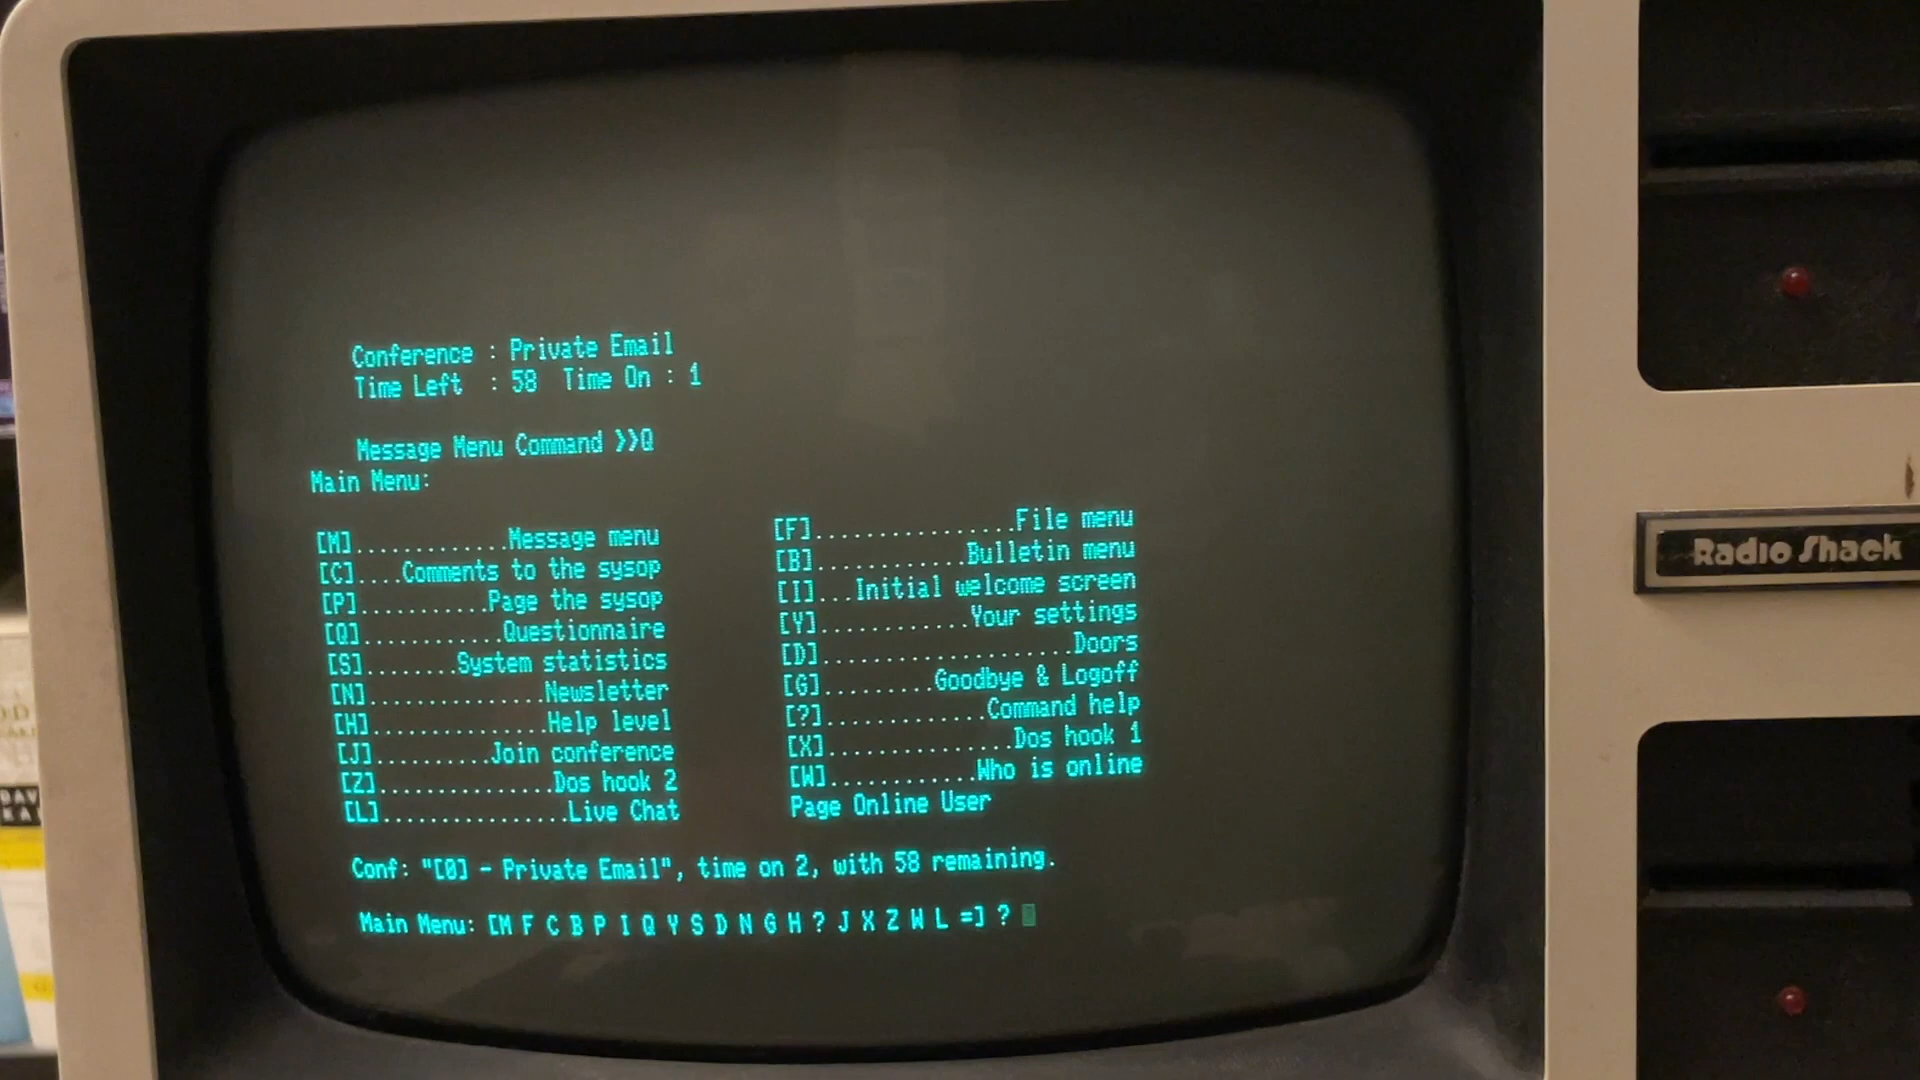 Conference : Private Email
Time Left  : 58  Time On : 1
Message Menu Command >>Q
Main Menu:
[M].............Message menu
[C]....Comments to the sysop
[P]...........Page the sysop
[Q]............Questionnaire
[S].......System statistics
[N]...............Newsletter
[H]...............Help level
[J]..........Join conference
[Z]...............Dos hook 2
[L]................Live Chat
[F]................File menu
[B]............Bulletin menu
[I]...Initial welcome screen
[Y]............Your settings
[D]....................Doors
[G].........Goodbye & Logoff
[?].............Command help
[X]...............Dos hook 1
[W]............Who is online
Page Online User
Conf: "[0] - Private Email", time on 2, with 58 remaining.
Main Menu: [M F C B P I Q Y S D N G H ? J X Z W L =] ?
Radio Shack